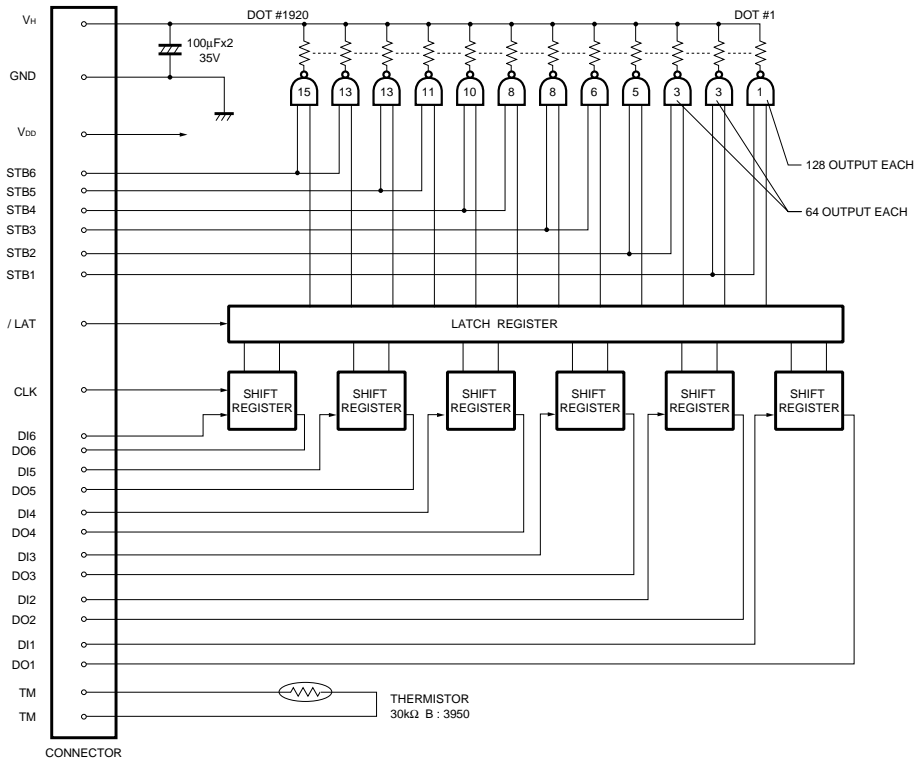 VH
DOT #1920
DOT #1
100μFx2
35V
GND
15 13 13 11 10 8 8 6 5 3 3 1
VDD
128 OUTPUT EACH
STB6
STB5
STB4
64 OUTPUT EACH
STB3
STB2
STB1
/ LAT
LATCH REGISTER
CLK
SHIFT
REGISTER
SHIFT
REGISTER
SHIFT
REGISTER
SHIFT
REGISTER
SHIFT
REGISTER
SHIFT
REGISTER
DI6
DO6
DI5
DO5
DI4
DO4
DI3
DO3
DI2
DO2
DI1
DO1
TM
TM
THERMISTOR
30kΩ B : 3950
CONNECTOR